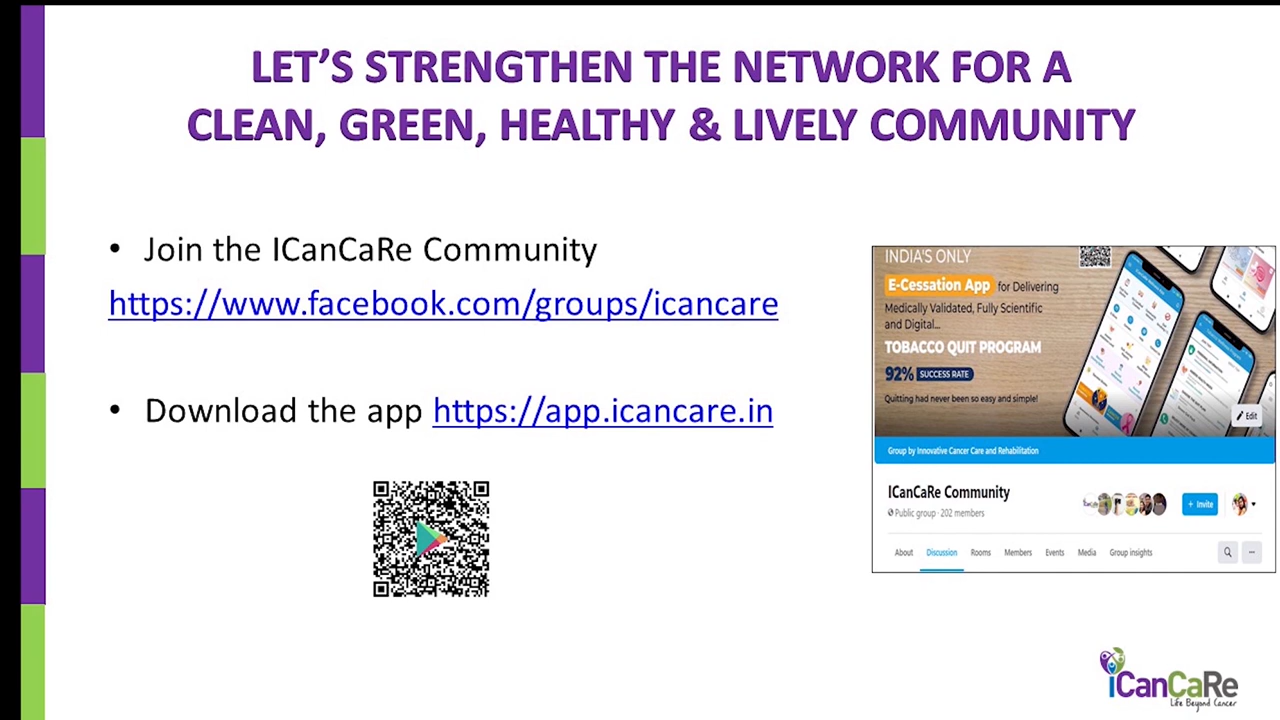 LET’S STRENGTHEN THE NETWORK FOR A
CLEAN, GREEN, HEALTHY & LIVELY COMMUNITY
• Join the ICanCaRe Community
https://www.facebook.com/groups/icancare
• Download the app https://app.icancare.in
INDIA'S ONLY
E-Cessation App for Delivering
Medically Validated, Fully Scientific
and Digital...
TOBACCO QUIT PROGRAM
92% SUCCESS RATE
Quitting had never been so easy and simple!
Edit
Group by Innovative Cancer Care and Rehabilitation
ICanCaRe Community
Public group · 202 members
+ Invite
About Discussion Rooms Members Events Media Group insights
iCanCaRe
Life Beyond Cancer